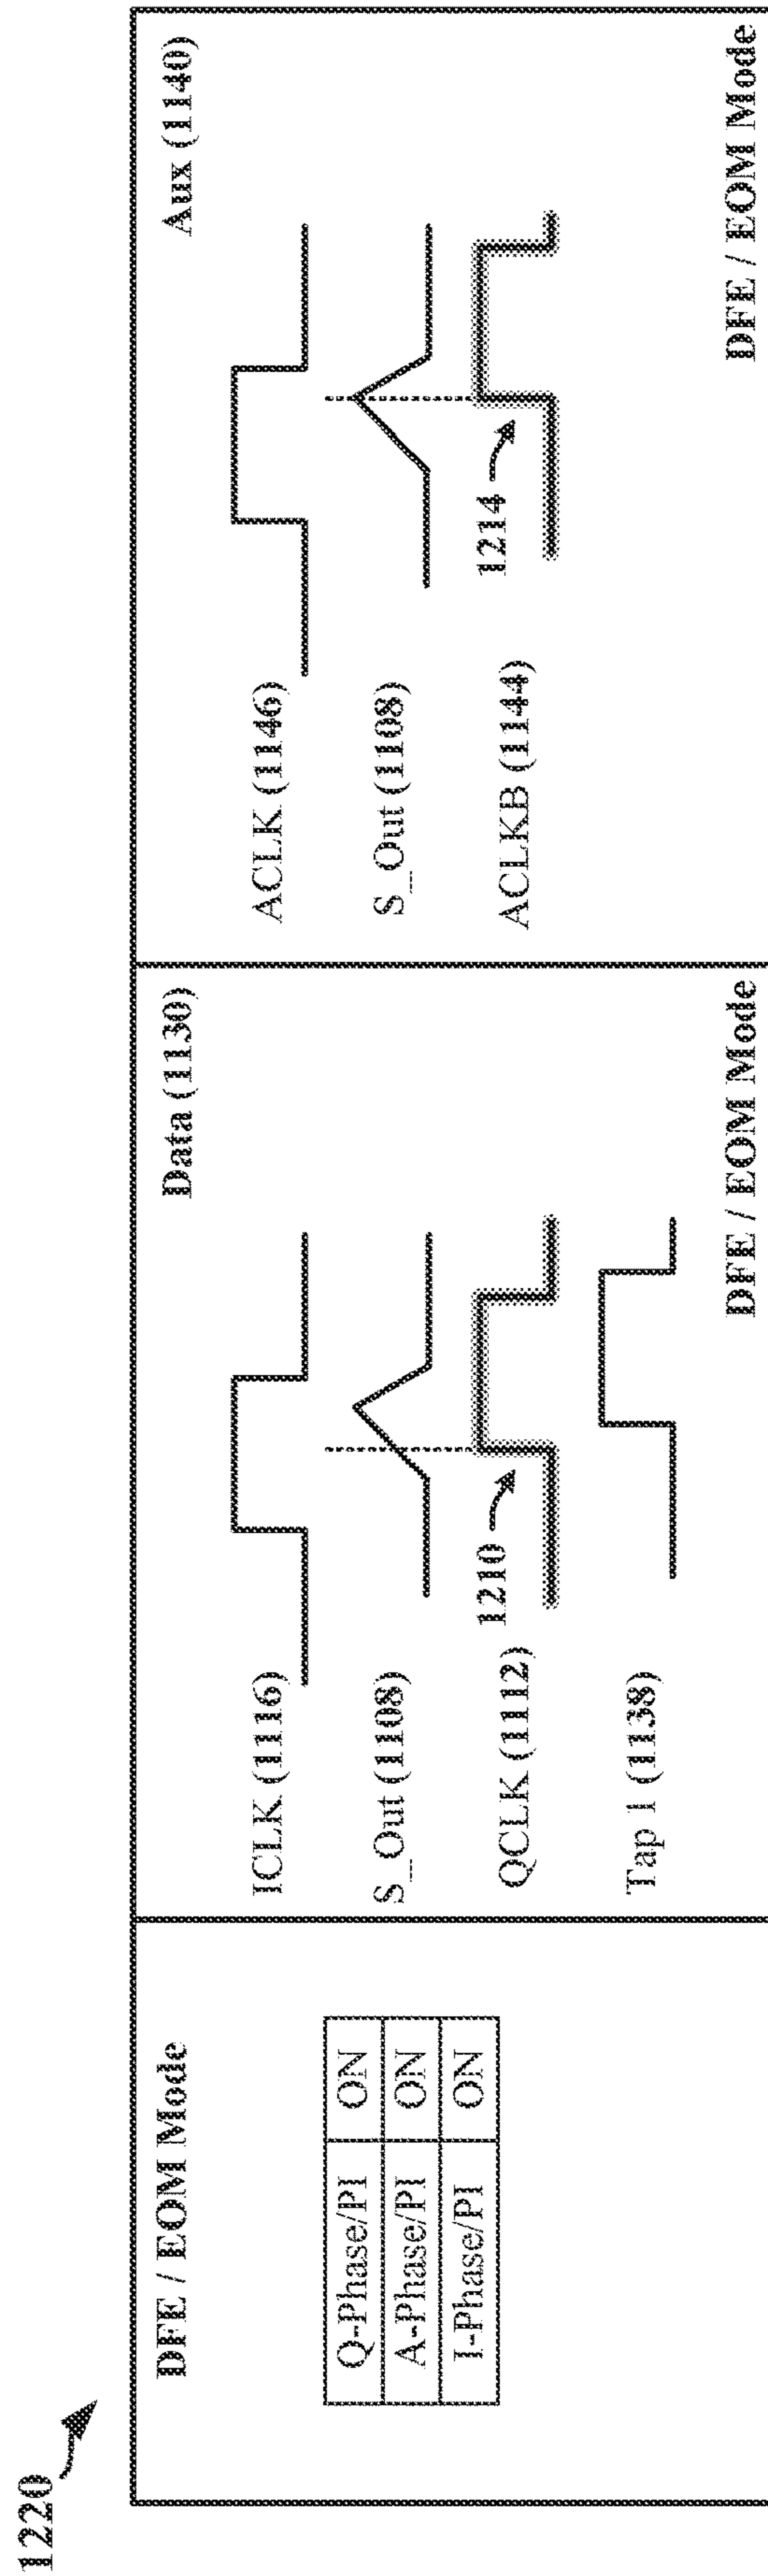 1220
DFE / EOM Mode
Q-Phase/PI ON
A-Phase/PI ON
I-Phase/PI ON
Data (1130)
ICLK (1116)
S_Out (1108)
1210
QCLK (1112)
Tap 1 (1138)
DFE / EOM Mode
Aux (1140)
ACLK (1146)
S_Out (1108)
1214
ACLKB (1144)
DFE / EOM Mode